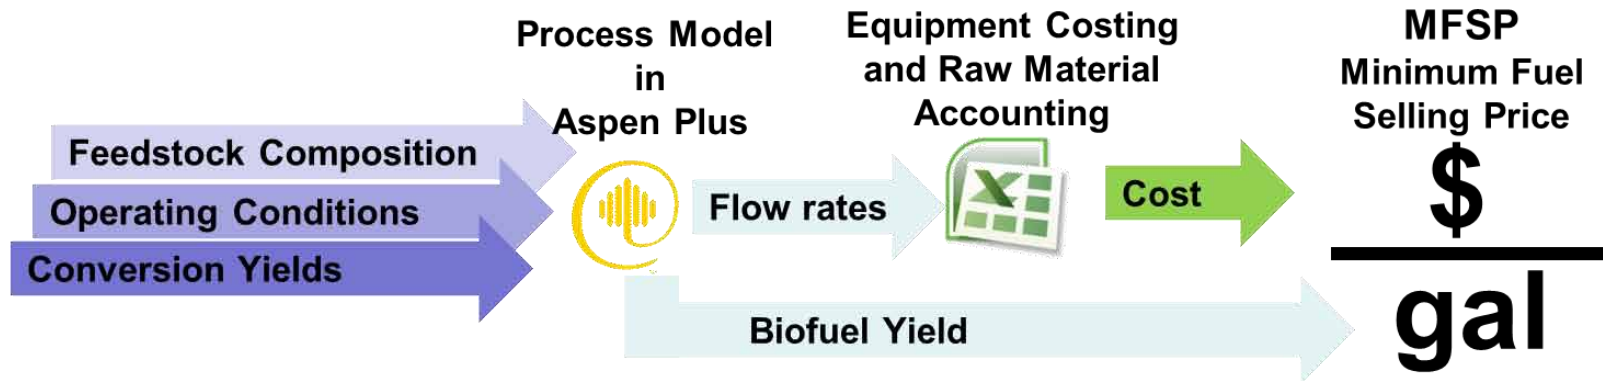 Process Model
in
Aspen Plus
Equipment Costing
and Raw Material
Accounting
MFSP
Minimum Fuel
Selling Price
Feedstock Composition
Operating Conditions
Conversion Yields
Flow rates
X
Cost
$
gal
Biofuel Yield